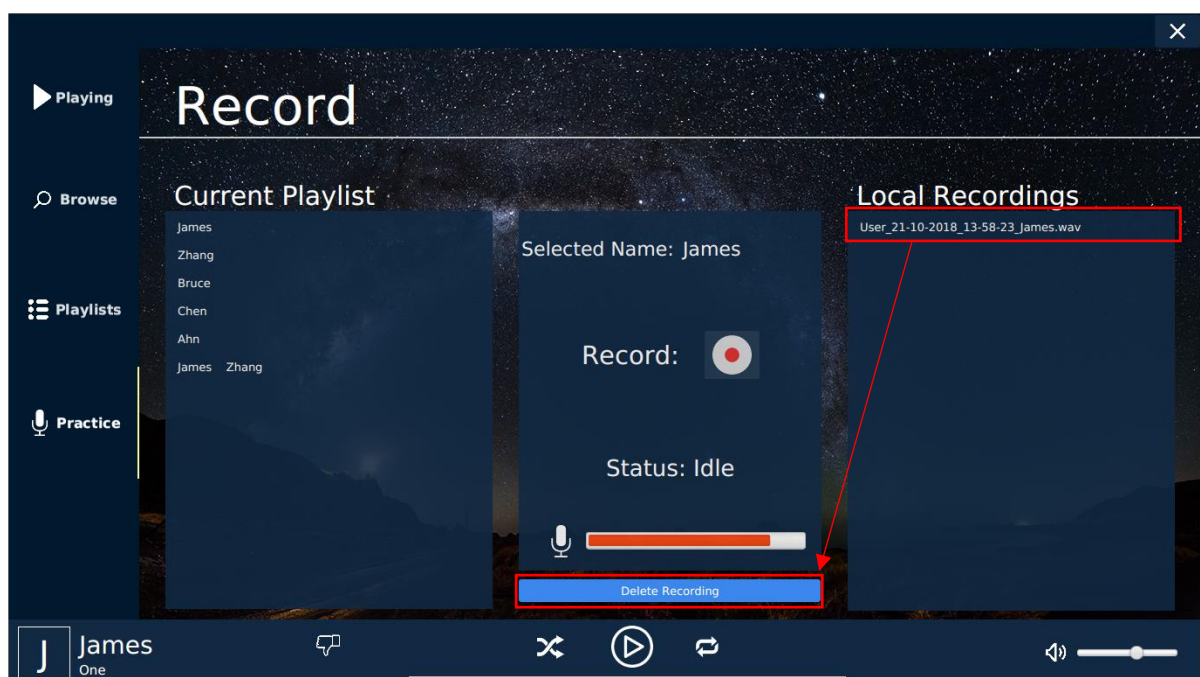 Playing
Browse
Playlists
Practice
Record
Current Playlist
James
Zhang
Bruce
Chen
Ahn
James Zhang
Selected Name: James
Record:
Status: Idle
Delete Recording
Local Recordings
User_21-10-2018_13-58-23_James.wav
J
James
One